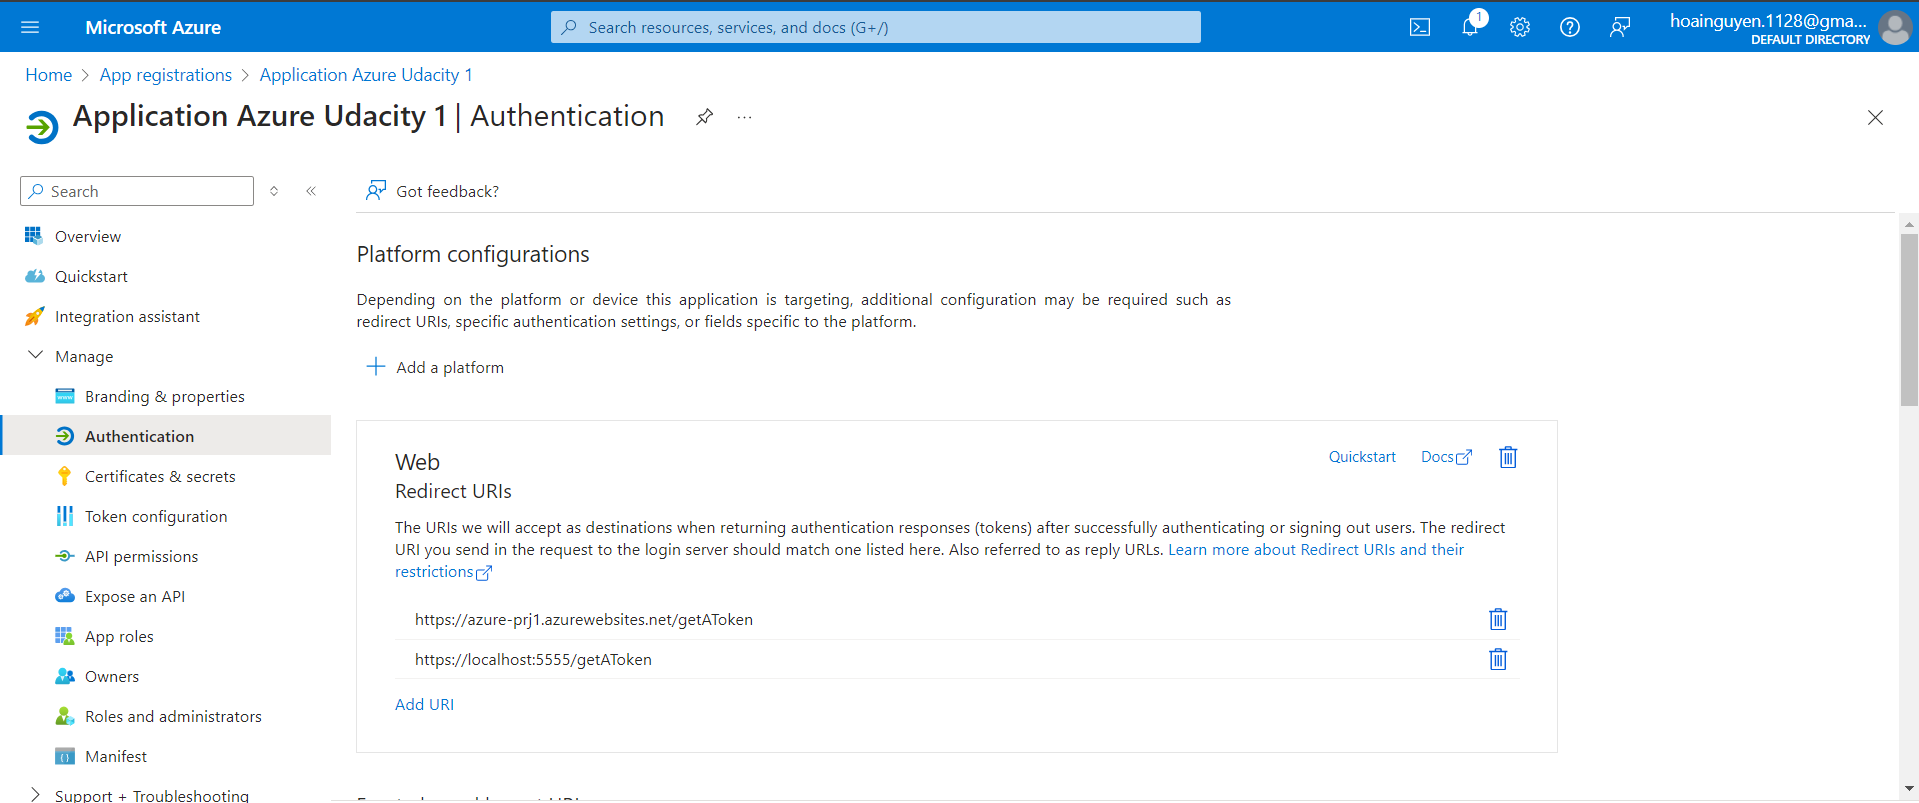 Microsoft Azure
Search resources, services, and docs (G+/)
1
hoainguyen.1128@gma...
DEFAULT DIRECTORY
Home > App registrations > Application Azure Udacity 1
Application Azure Udacity 1 | Authentication
Search
Got feedback?
Overview
Quickstart
Integration assistant
Manage
Branding & properties
Authentication
Certificates & secrets
Token configuration
API permissions
Expose an API
App roles
Owners
Roles and administrators
Manifest
Support + Troubleshooting
Platform configurations
Depending on the platform or device this application is targeting, additional configuration may be required such as
redirect URIs, specific authentication settings, or fields specific to the platform.
Add a platform
Web
Quickstart
Docs
Redirect URIs
The URIs we will accept as destinations when returning authentication responses (tokens) after successfully authenticating or signing out users. The redirect
URI you send in the request to the login server should match one listed here. Also referred to as reply URLs. Learn more about Redirect URIs and their
restrictions
https://azure-prj1.azurewebsites.net/getAToken
https://localhost:5555/getAToken
Add URI